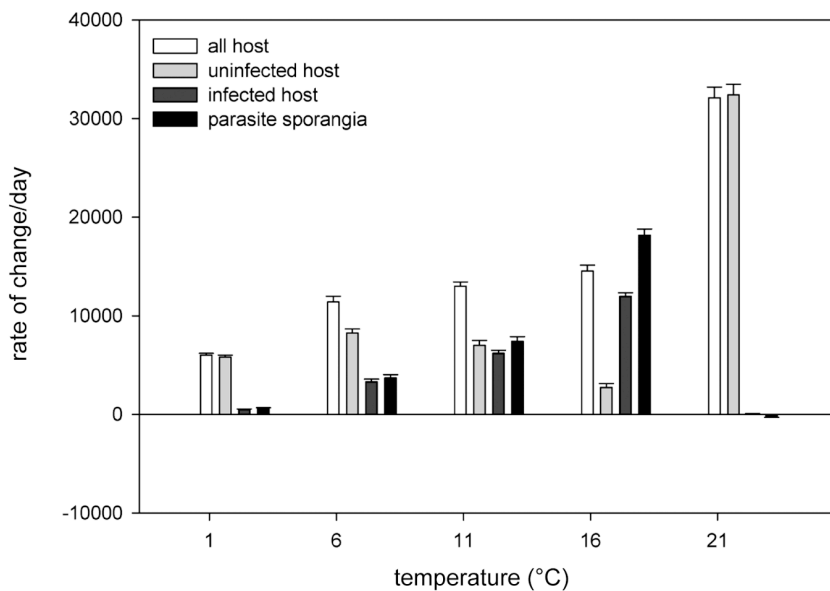 40000
all host
uninfected host
infected host
parasite sporangia
30000
20000
10000
0
-10000
rate of change/day
1 6 11 16 21
temperature (°C)